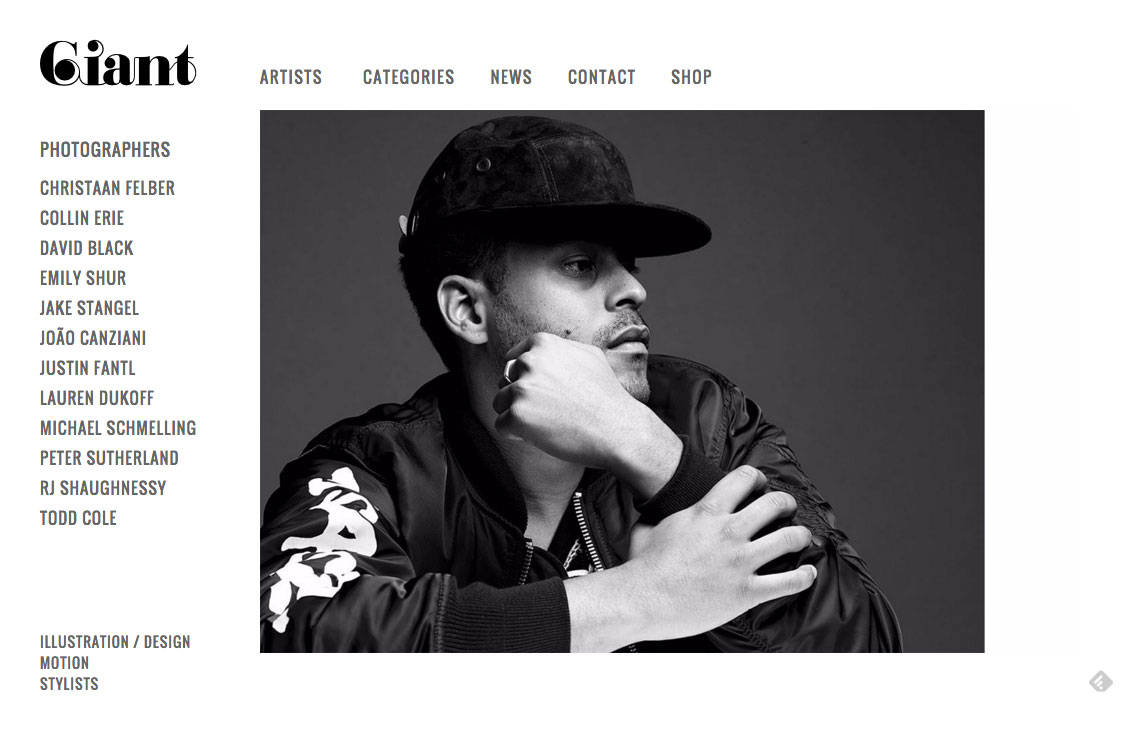 Giant
ARTISTS CATEGORIES NEWS CONTACT SHOP
PHOTOGRAPHERS
CHRISTAAN FELBER
COLLIN ERIE
DAVID BLACK
EMILY SHUR
JAKE STANGEL
JOÃO CANZIANI
JUSTIN FANTL
LAUREN DUKOFF
MICHAEL SCHMELLING
PETER SUTHERLAND
RJ SHAUGHNESSY
TODD COLE
ILLUSTRATION / DESIGN
MOTION
STYLISTS